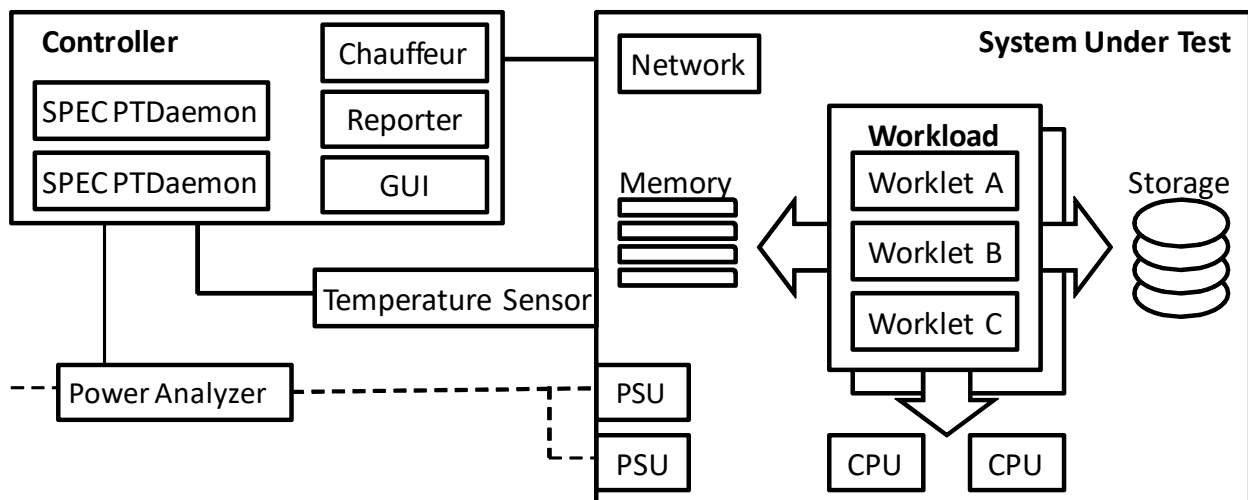 Controller
Chauffeur
SPEC PTDaemon
Reporter
SPEC PTDaemon
GUI
Temperature Sensor
Power Analyzer
System Under Test
Network
Workload
Memory
Worklet A
Storage
Worklet B
Worklet C
PSU
PSU
CPU
CPU